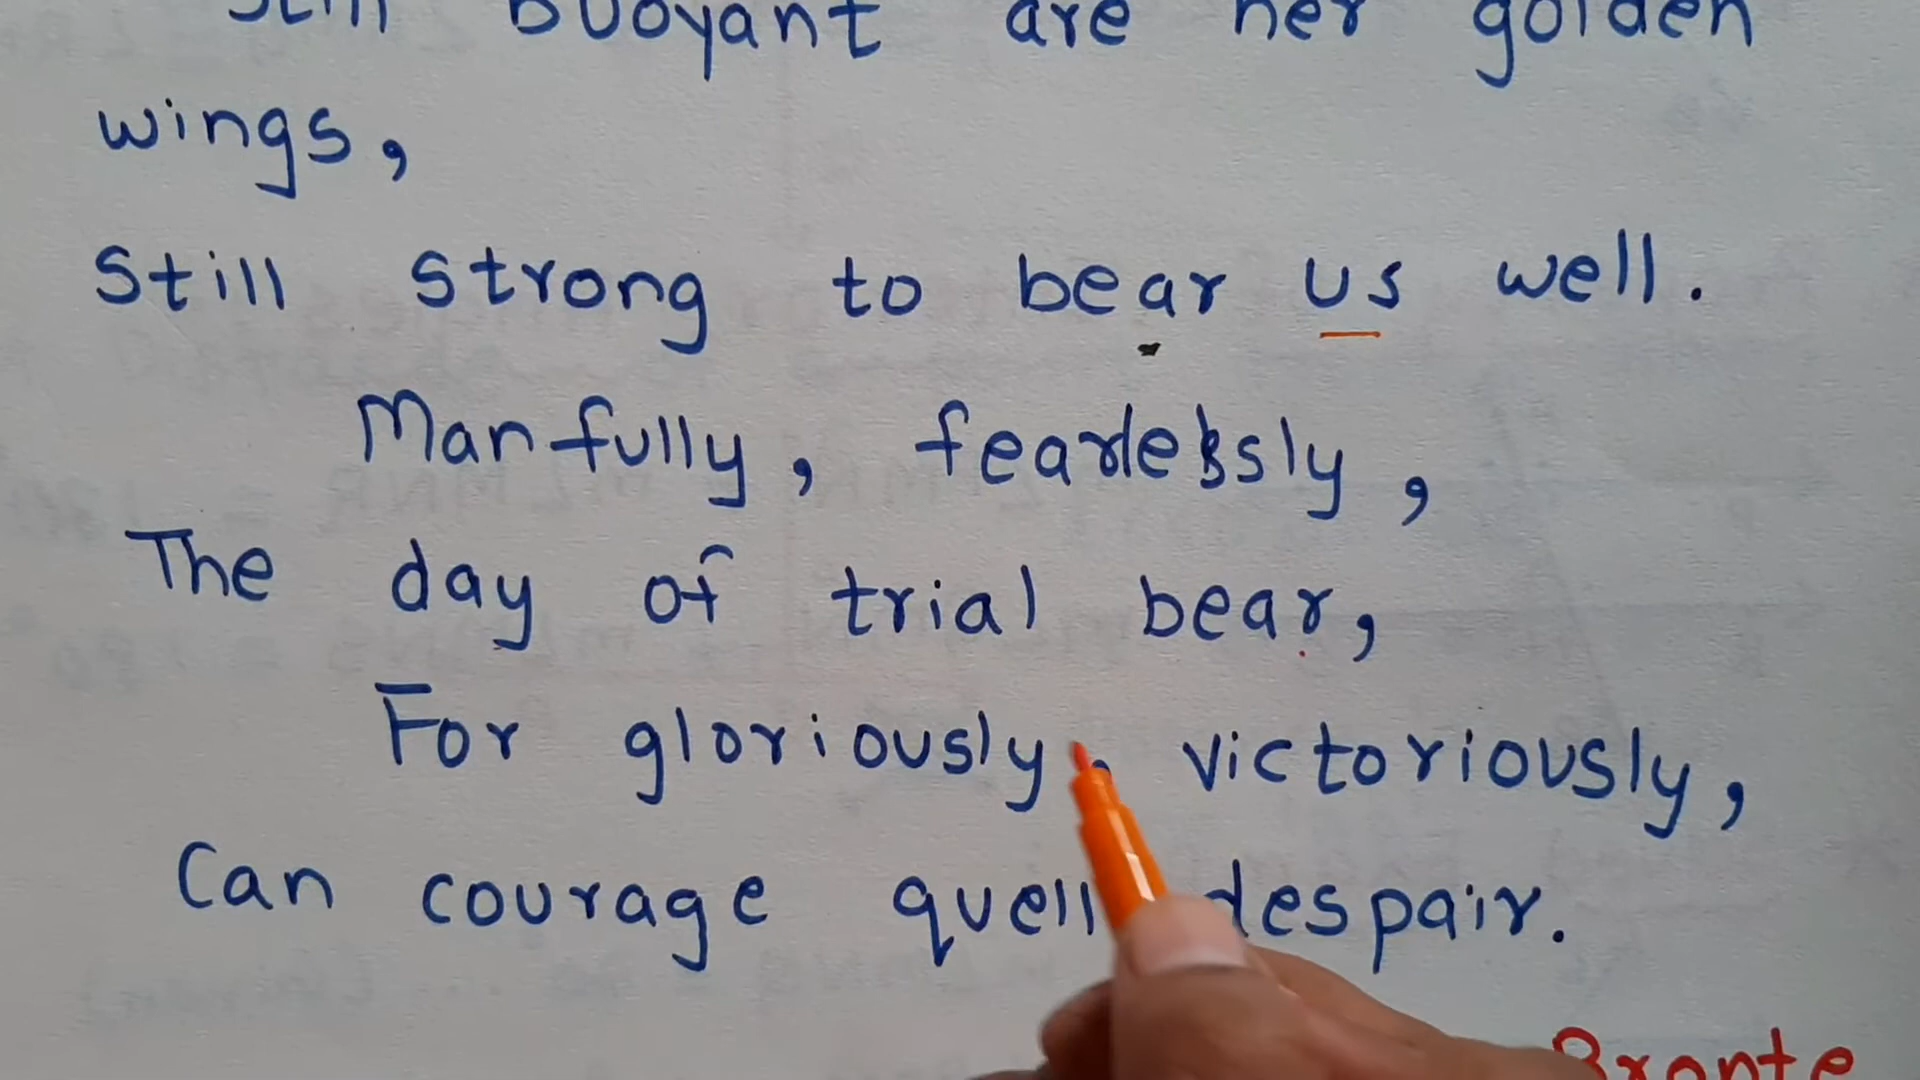 Still buoyant are her golden
wings,
Still strong to bear us well.
Manfully, fearlessly,
The day of trial bear,
For gloriously, victoriously,
Can courage quell despair.
Bronte